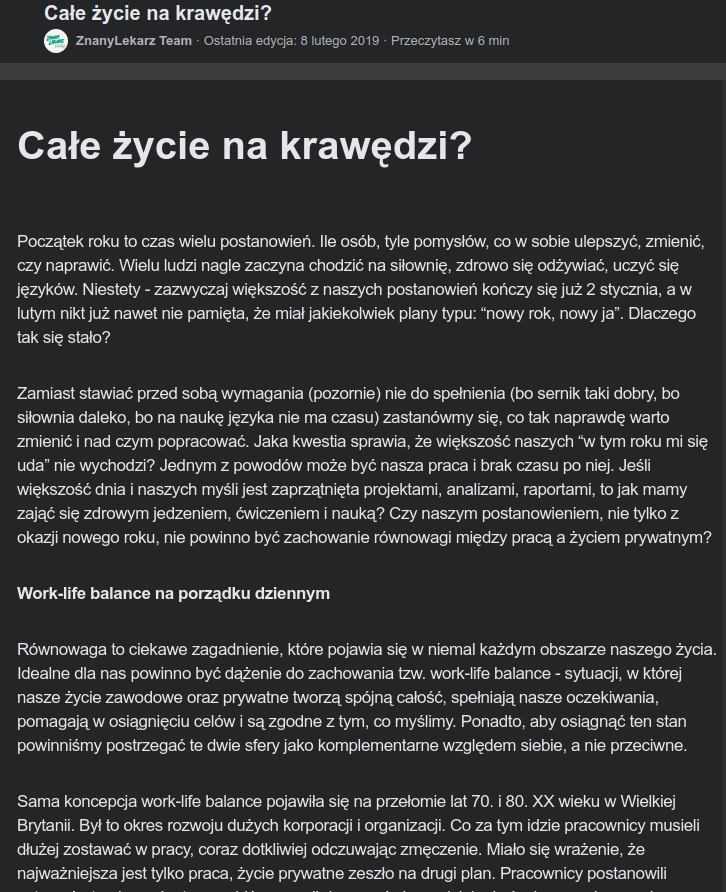 Całe życie na krawędzi?
ZnanyLekarz Team · Ostatnia edycja: 8 lutego 2019 · Przeczytasz w 6 min
Całe życie na krawędzi?
Początek roku to czas wielu postanowień. Ile osób, tyle pomysłów, co w sobie ulepszyć, zmienić,
czy naprawić. Wielu ludzi nagle zaczyna chodzić na siłownię, zdrowo się odżywiać, uczyć się
języków. Niestety - zazwyczaj większość z naszych postanowień kończy się już 2 stycznia, a w
lutym nikt już nawet nie pamięta, że miał jakiekolwiek plany typu: “nowy rok, nowy ja”. Dlaczego
tak się stało?
Zamiast stawiać przed sobą wymagania (pozornie) nie do spełnienia (bo sernik taki dobry, bo
siłownia daleko, bo na naukę języka nie ma czasu) zastanówmy się, co tak naprawdę warto
zmienić i nad czym popracować. Jaka kwestia sprawia, że większość naszych “w tym roku mi się
uda” nie wychodzi? Jednym z powodów może być nasza praca i brak czasu po niej. Jeśli
większość dnia i naszych myśli jest zaprzątnięta projektami, analizami, raportami, to jak mamy
zająć się zdrowym jedzeniem, ćwiczeniem i nauką? Czy naszym postanowieniem, nie tylko z
okazji nowego roku, nie powinno być zachowanie równowagi między pracą a życiem prywatnym?
Work-life balance na porządku dziennym
Równowaga to ciekawe zagadnienie, które pojawia się w niemal każdym obszarze naszego życia.
Idealne dla nas powinno być dążenie do zachowania tzw. work-life balance - sytuacji, w której
nasze życie zawodowe oraz prywatne tworzą spójną całość, spełniają nasze oczekiwania,
pomagają w osiągnięciu celów i są zgodne z tym, co myślimy. Ponadto, aby osiągnąć ten stan
powinniśmy postrzegać te dwie sfery jako komplementarne względem siebie, a nie przeciwne.
Sama koncepcja work-life balance pojawiła się na przełomie lat 70. i 80. XX wieku w Wielkiej
Brytanii. Był to okres rozwoju dużych korporacji i organizacji. Co za tym idzie pracownicy musieli
dłużej zostawać w pracy, coraz dotkliwiej odczuwając zmęczenie. Miało się wrażenie, że
najważniejsza jest tylko praca, życie prywatne zeszło na drugi plan. Pracownicy postanowili